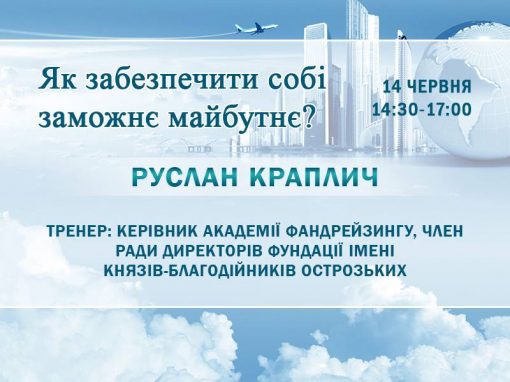 Як забезпечити собі
заможнє майбутнє?
14 ЧЕРВНЯ
14:30-17:00
РУСЛАН КРАПЛИЧ
ТРЕНЕР: КЕРІВНИК АКАДЕМІЇ ФАНДРЕЙЗИНГУ, ЧЛЕН
РАДИ ДИРЕКТОРІВ ФУНДАЦІЇ ІМЕНІ
КНЯЗІВ-БЛАГОДІЙНИКІВ ОСТРОЗЬКИХ